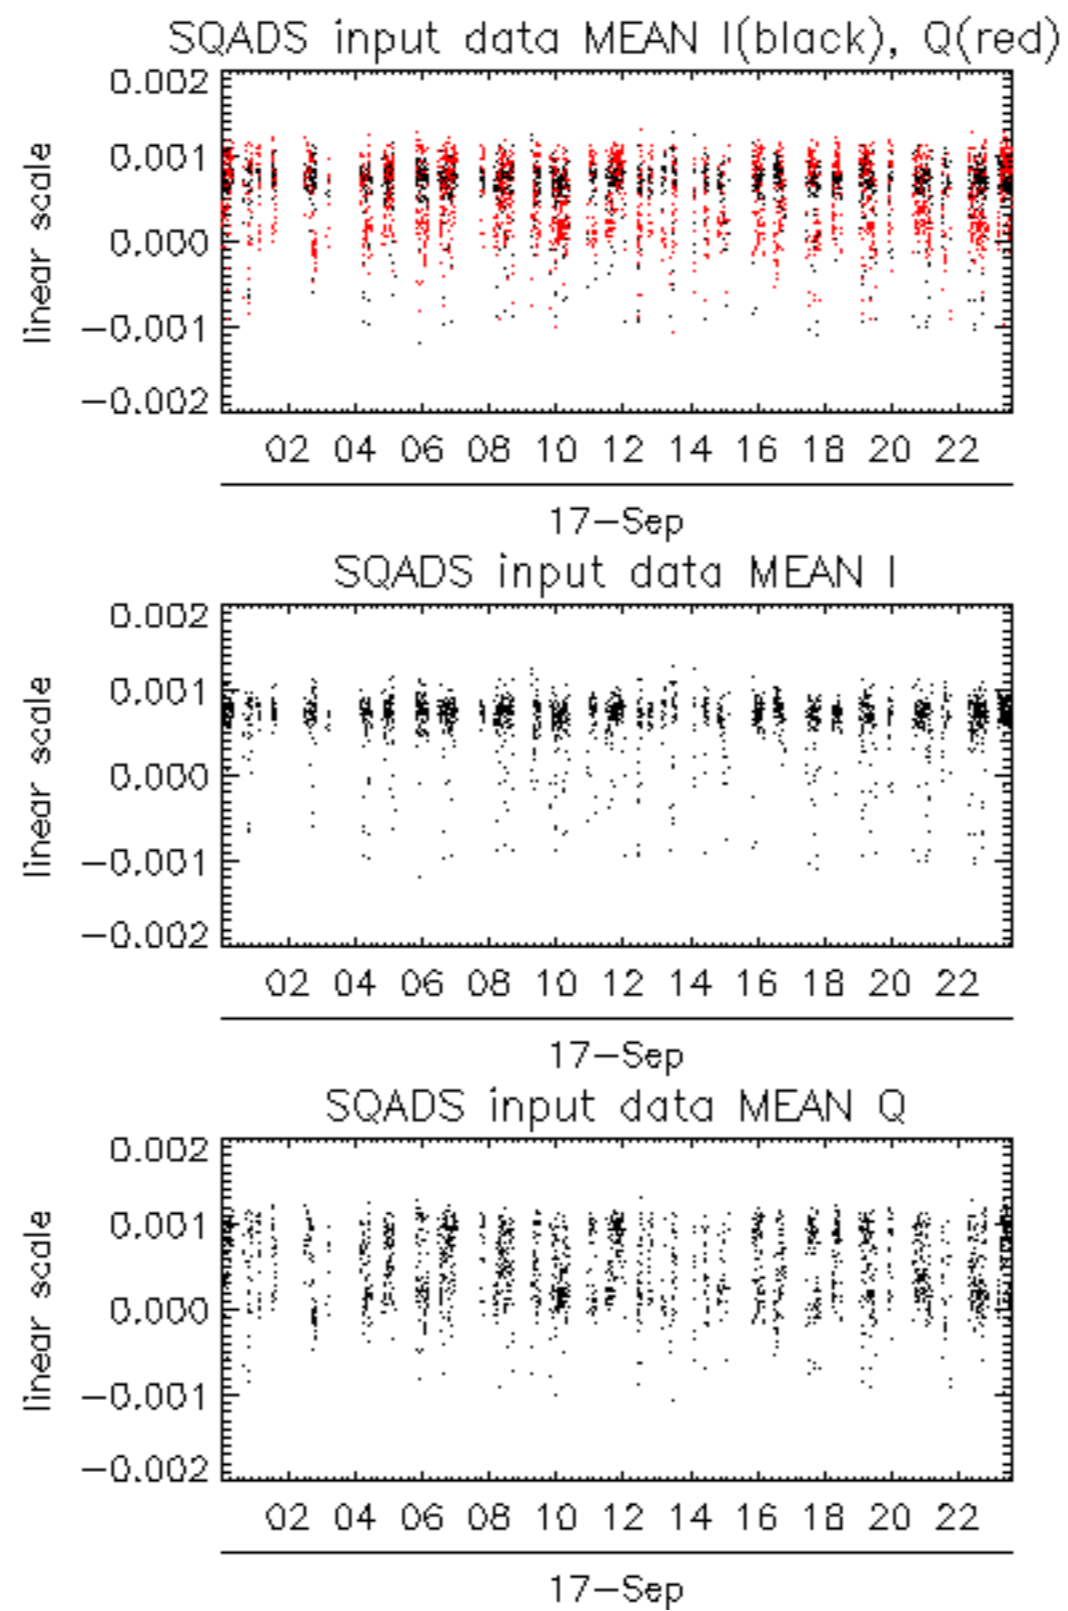 SQADS input data MEAN I(black), Q(red)
0.002
0.001
0.000
−0.001
−0.002
linear scale
02 04 06 08 10 12 14 16 18 20 22
17−Sep
SQADS input data MEAN I
0.002
0.001
0.000
−0.001
−0.002
linear scale
02 04 06 08 10 12 14 16 18 20 22
17−Sep
SQADS input data MEAN Q
0.002
0.001
0.000
−0.001
−0.002
linear scale
02 04 06 08 10 12 14 16 18 20 22
17−Sep